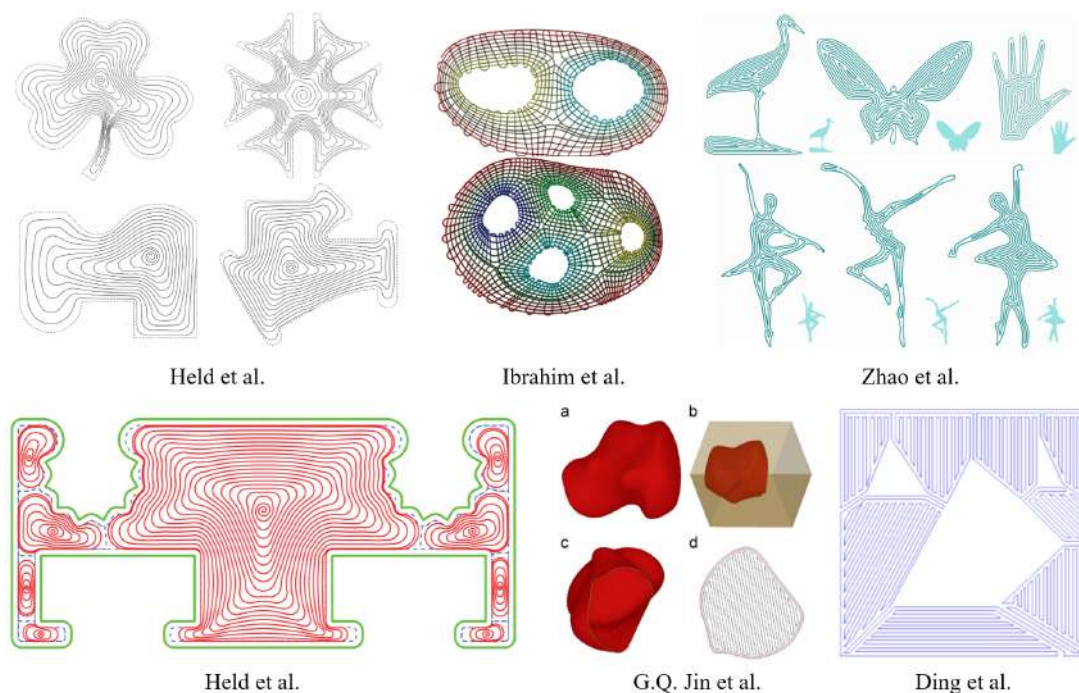 Held et al.
Ibrahim et al.
Zhao et al.
a
b
c
d
Held et al.
G.Q. Jin et al.
Ding et al.